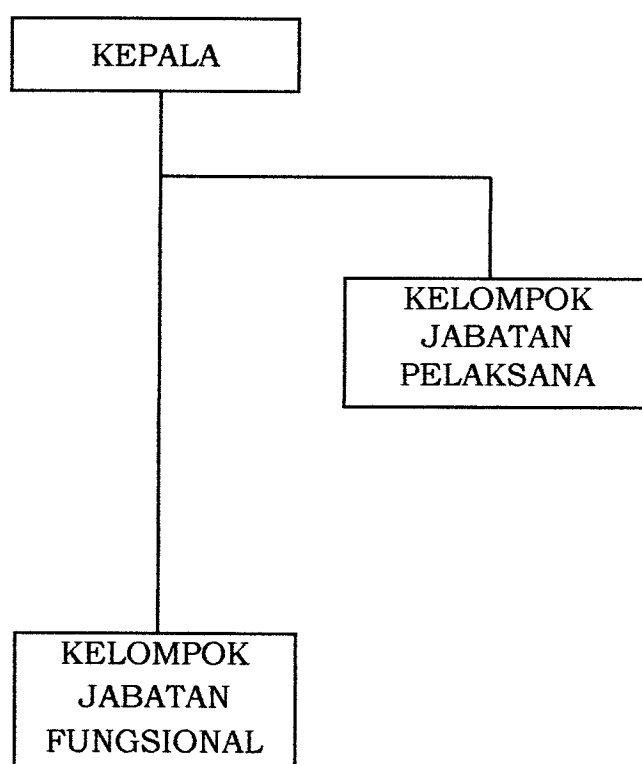 KEPALA
KELOMPOK
JABATAN
PELAKSANA
KELOMPOK
JABATAN
FUNGSIONAL